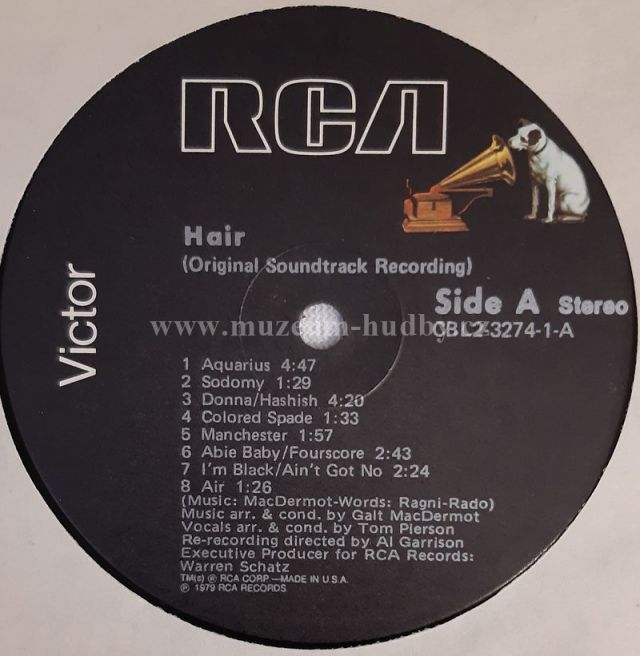 RCA
Victor
Hair
(Original Soundtrack Recording)
Side A Stereo
www.muzeum-hudby.cz
CBL2-3274-1-A
1 Aquarius 4:47
2 Sodomy 1:29
3 Donna/Hashish 4:20
4 Colored Spade 1:33
5 Manchester 1:57
6 Abie Baby/Fourscore 2:43
7 I'm Black/Ain't Got No 2:24
8 Air 1:26
(Music: MacDermot-Words: Ragni-Rado)
Music arr. & cond. by Galt MacDermot
Vocals arr. & cond. by Tom Pierson
Re-recording directed by Al Garrison
Executive Producer for RCA Records:
Warren Schatz
TM(s) ® RCA CORP.—MADE IN U.S.A.
℗ 1979 RCA RECORDS